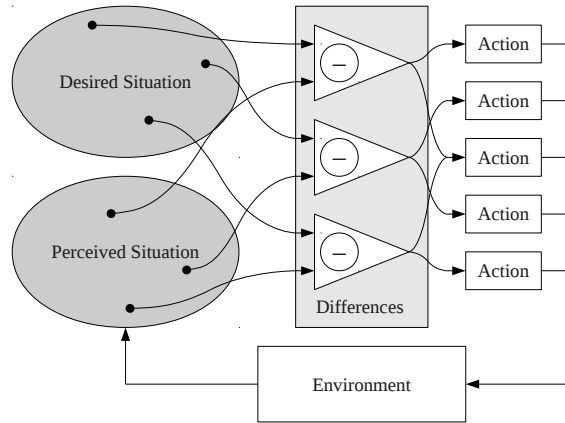 Desired Situation
Perceived Situation
−
−
−
Differences
Action
Action
Action
Action
Action
Environment